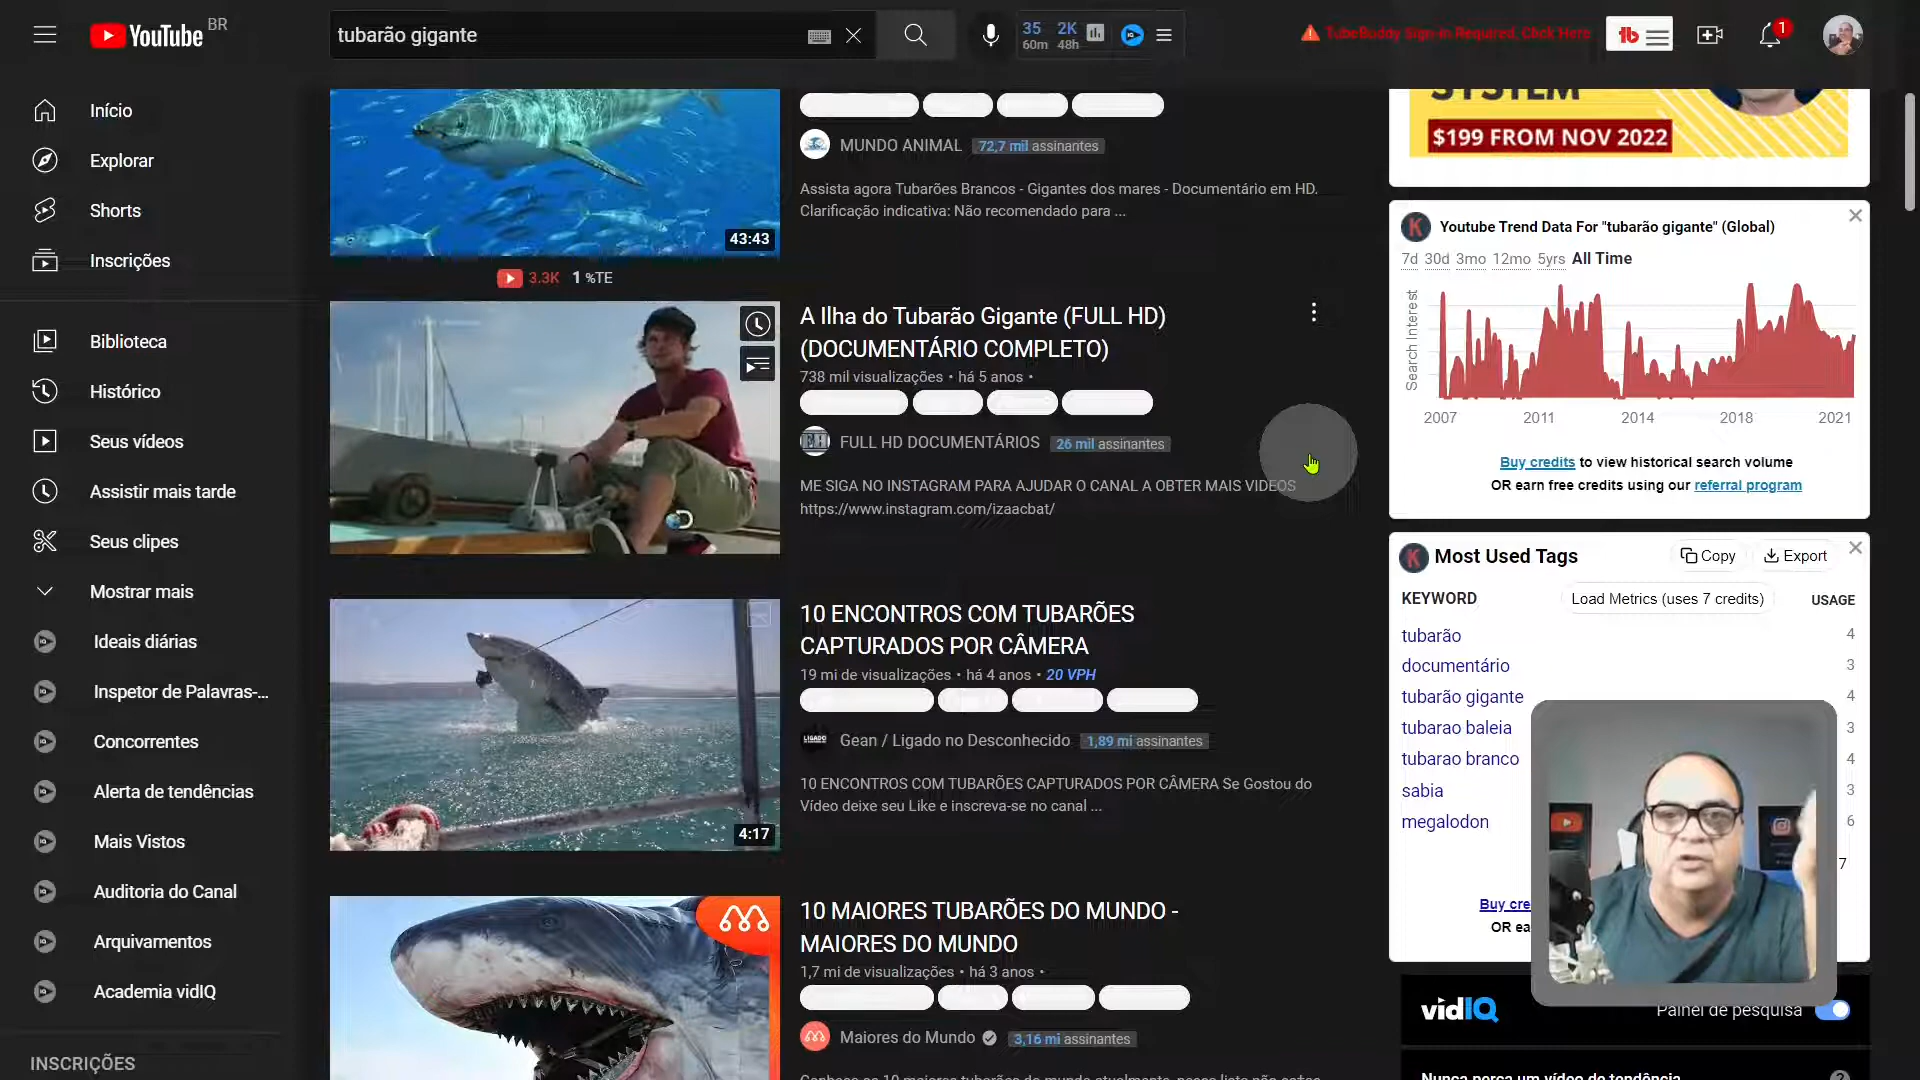 YouTube BR
tubarão gigante
35 2K
60m 48h
TubeBuddy Sign-In Required, Click Here
1
Início
Explorar
Shorts
Inscrições
Biblioteca
Histórico
Seus vídeos
Assistir mais tarde
Seus clipes
Mostrar mais
Ideais diárias
Inspetor de Palavras-...
Concorrentes
Alerta de tendências
Mais Vistos
Auditoria do Canal
Arquivamentos
Academia vidIQ
INSCRIÇÕES
43:43
MUNDO ANIMAL 72,7 mil assinantes
Assista agora Tubarões Brancos - Gigantes dos mares - Documentário em HD.
Clarificação indicativa: Não recomendado para ...
3.3K 1 %TE
A Ilha do Tubarão Gigante (FULL HD)
(DOCUMENTÁRIO COMPLETO)
738 mil visualizações • há 5 anos •
FULL HD DOCUMENTÁRIOS 26 mil assinantes
ME SIGA NO INSTAGRAM PARA AJUDAR O CANAL A OBTER MAIS VIDEOS
https://www.instagram.com/izaacbat/
4:17
10 ENCONTROS COM TUBARÕES
CAPTURADOS POR CÂMERA
19 mi de visualizações • há 4 anos • 20 VPH
LIGADO
Gean / Ligado no Desconhecido 1,89 mi assinantes
10 ENCONTROS COM TUBARÕES CAPTURADOS POR CÂMERA Se Gostou do
Vídeo deixe seu Like e inscreva-se no canal ...
10 MAIORES TUBARÕES DO MUNDO -
MAIORES DO MUNDO
1,7 mi de visualizações • há 3 anos •
Maiores do Mundo 3,16 mi assinantes
SYSTEM
$199 FROM NOV 2022
Youtube Trend Data For "tubarão gigante" (Global)
7d 30d 3mo 12mo 5yrs All Time
Search Interest
2007 2011 2014 2018 2021
Buy credits to view historical search volume
OR earn free credits using our referral program
Most Used Tags Copy Export
KEYWORD Load Metrics (uses 7 credits) USAGE
tubarão 4
documentário 3
tubarão gigante 4
tubarao baleia 3
tubarao branco 4
sabia 3
megalodon 6
7
Buy cre
OR ea
vidIQ Painel de pesquisa
Nunca perca um vídeo de tendência